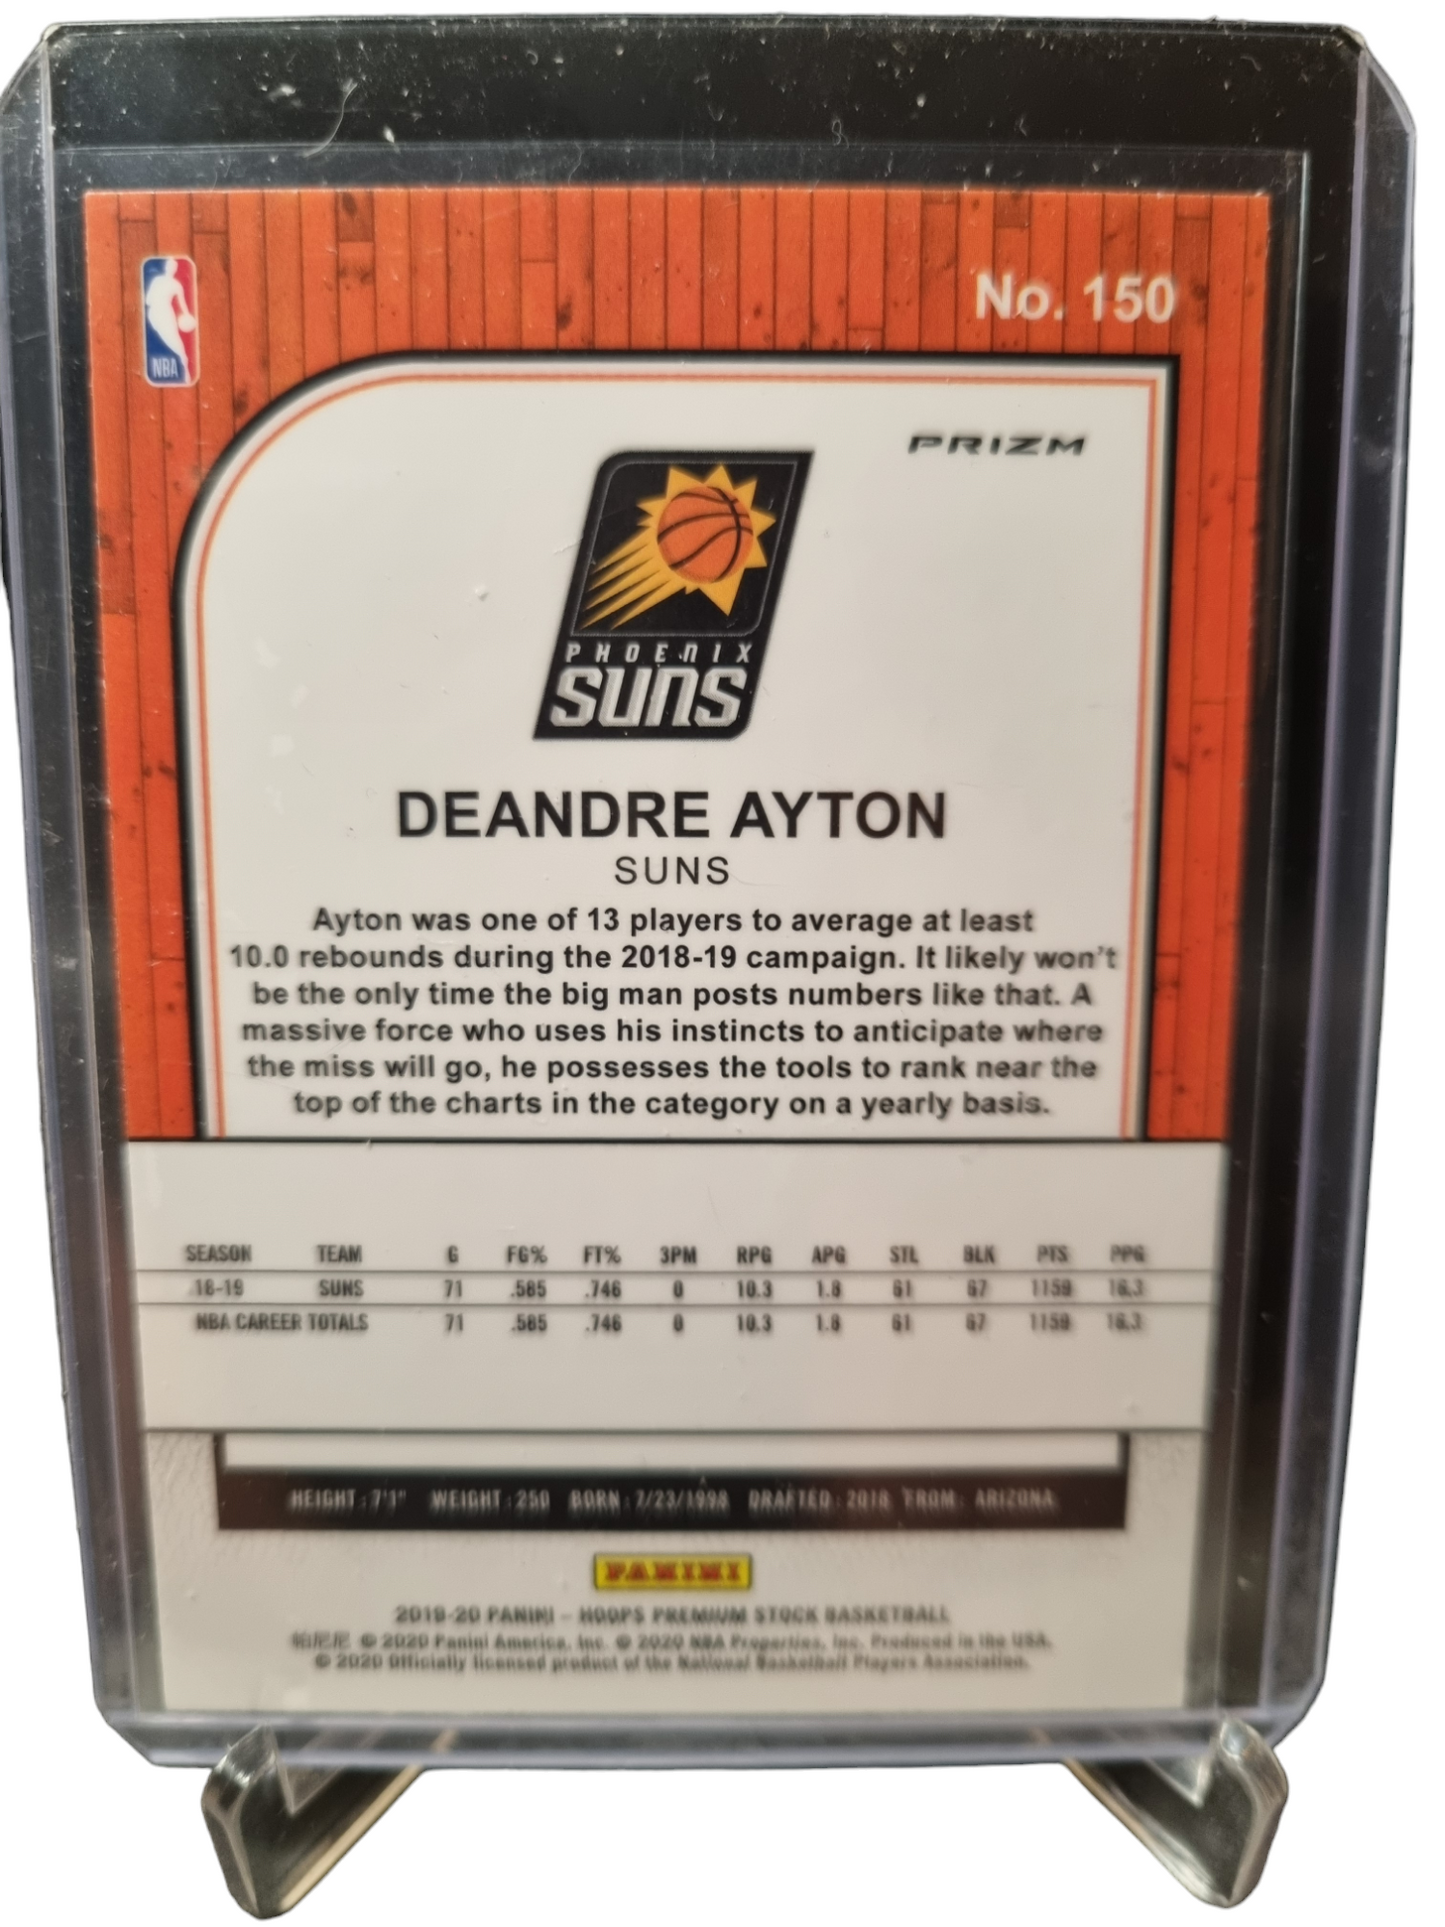 No. 150
NBA
PRIZM
PHOENIX
SUNS
DEANDRE AYTON
SUNS
Ayton was one of 13 players to average at least
10.0 rebounds during the 2018-19 campaign. It likely won't
be the only time the big man posts numbers like that. A
massive force who uses his instincts to anticipate where
the miss will go, he possesses the tools to rank near the
top of the charts in the category on a yearly basis.
SEASON TEAM G FG% FT% 3PM RPG APG STL BLK PTS PPG
18-19 SUNS 71 .585 .746 0 10.3 1.8 61 67 1159 16.3
NBA CAREER TOTALS 71 .585 .746 0 10.3 1.8 61 67 1159 16.3
HEIGHT: 7'1" WEIGHT: 250 BORN: 7/23/1998 DRAFTED: 2018 FROM: ARIZONA
PANINI
2019-20 PANINI – HOOPS PREMIUM STOCK BASKETBALL
帕尼尼 © 2020 Panini America, Inc. © 2020 NBA Properties, Inc. Produced in the USA.
© 2020 Officially licensed product of the National Basketball Players Association.